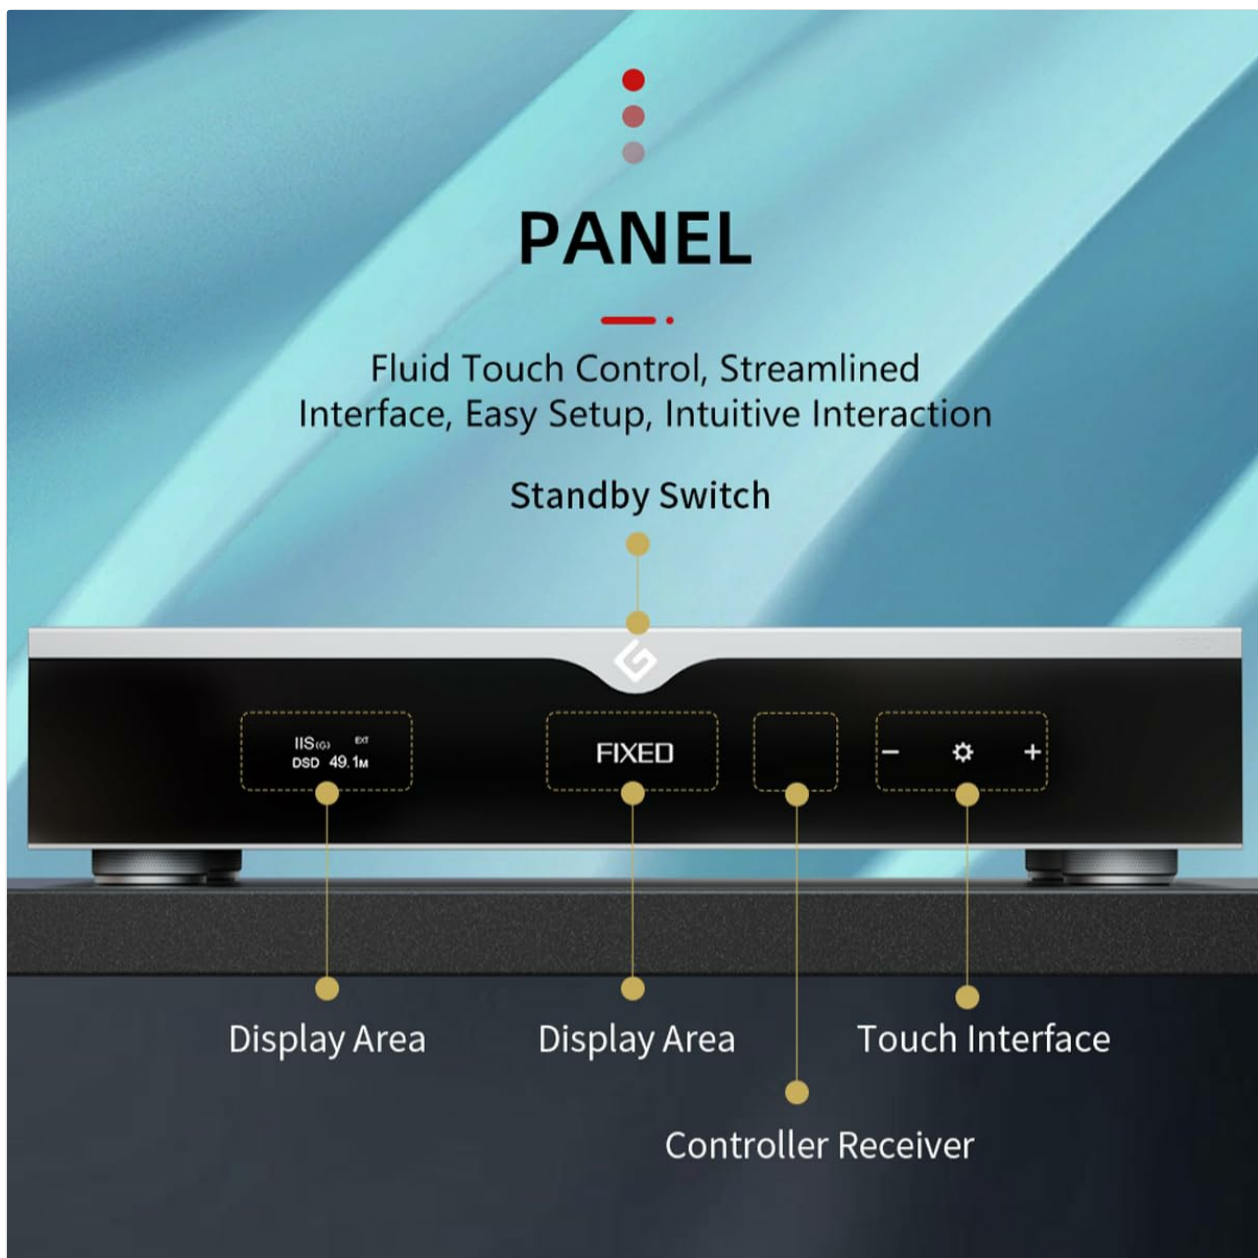 PANEL
Fluid Touch Control, Streamlined
Interface, Easy Setup, Intuitive Interaction
Standby Switch
IIS(G) EXT
DSD 49.1M
FIXED
− +
Display Area
Display Area
Touch Interface
Controller Receiver